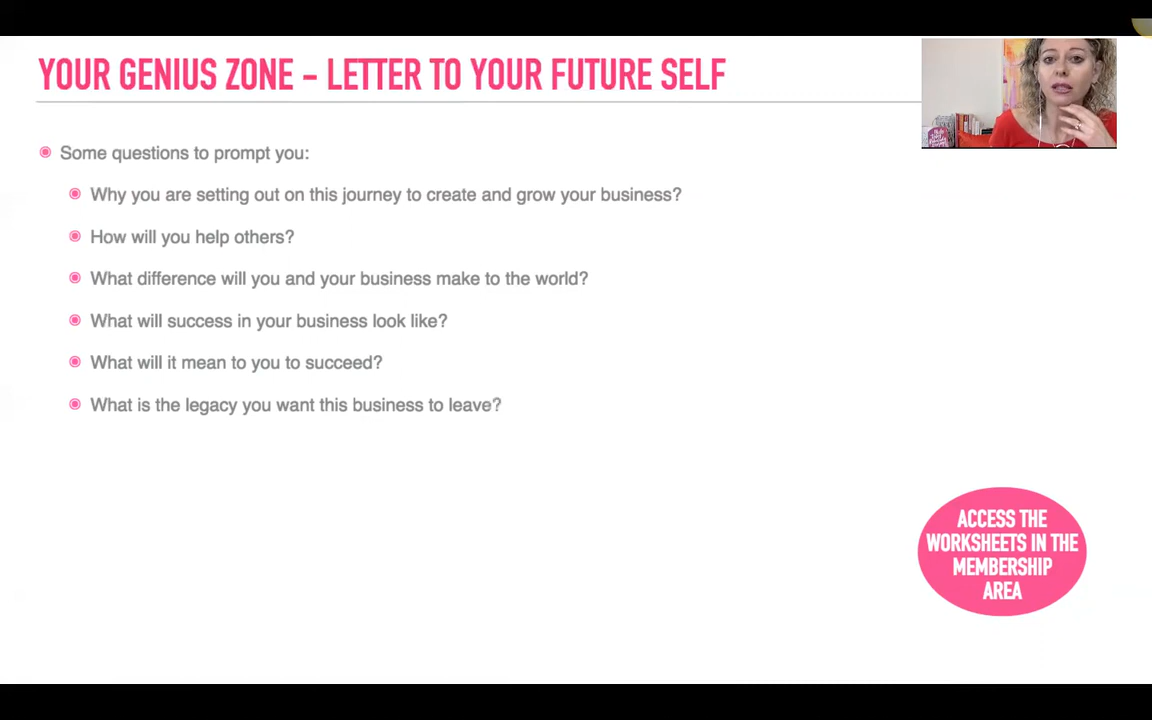 YOUR GENIUS ZONE – LETTER TO YOUR FUTURE SELF
Some questions to prompt you:
Why you are setting out on this journey to create and grow your business?
How will you help others?
What difference will you and your business make to the world?
What will success in your business look like?
What will it mean to you to succeed?
What is the legacy you want this business to leave?
ACCESS THE
WORKSHEETS IN THE
MEMBERSHIP
AREA